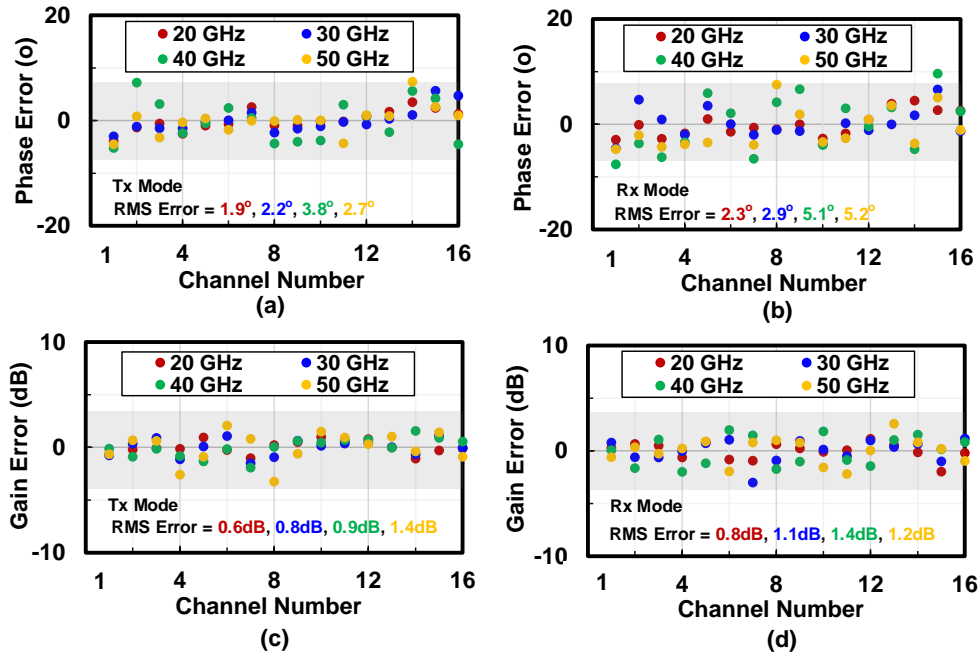 20
10
0
-10
-20
Phase Error (o)
20 GHz
30 GHz
40 GHz
50 GHz
Tx Mode
RMS Error = 1.9o, 2.2o, 3.8o, 2.7o
1
4
8
12
16
Channel Number
(a)
20
0
-20
Phase Error (o)
20 GHz
30 GHz
40 GHz
50 GHz
Rx Mode
RMS Error = 2.3o, 2.9o, 5.1o, 5.2o
1
4
8
12
16
Channel Number
(b)
10
0
-10
Gain Error (dB)
20 GHz
30 GHz
40 GHz
50 GHz
Tx Mode
RMS Error = 0.6dB, 0.8dB, 0.9dB, 1.4dB
1
4
8
12
16
Channel Number
(c)
10
0
-10
Gain Error (dB)
20 GHz
30 GHz
40 GHz
50 GHz
Rx Mode
RMS Error = 0.8dB, 1.1dB, 1.4dB, 1.2dB
1
4
8
12
16
Channel Number
(d)